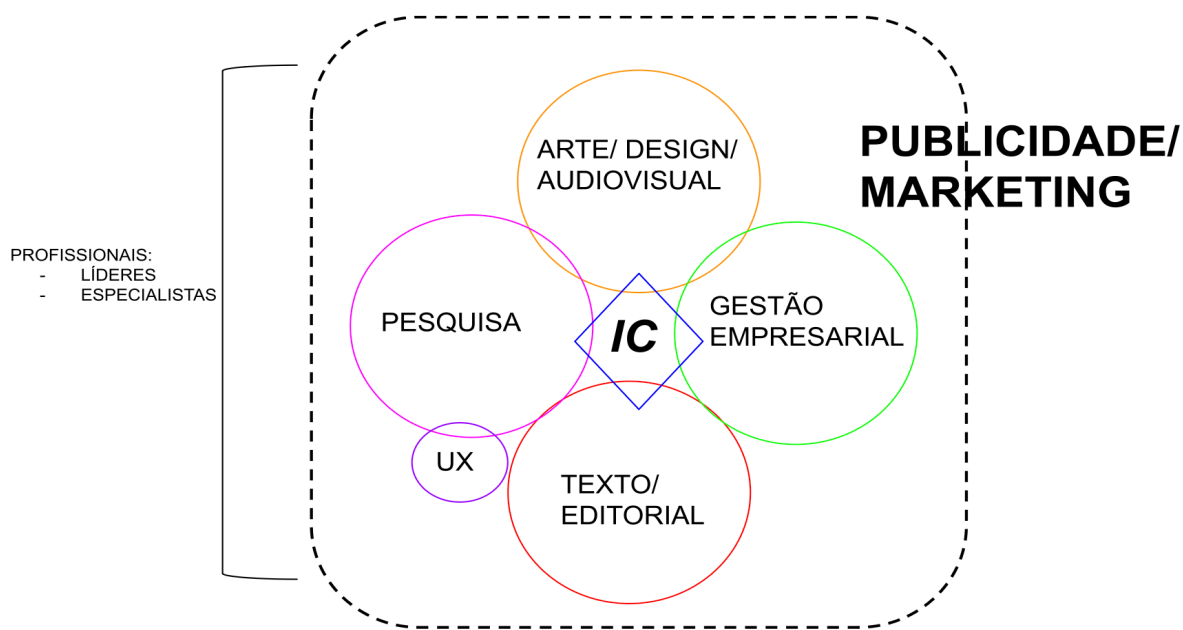 PUBLICIDADE/
MARKETING
ARTE/ DESIGN/
AUDIOVISUAL
PROFISSIONAIS:
- LÍDERES
- ESPECIALISTAS
PESQUISA
IC
GESTÃO
EMPRESARIAL
UX
TEXTO/
EDITORIAL